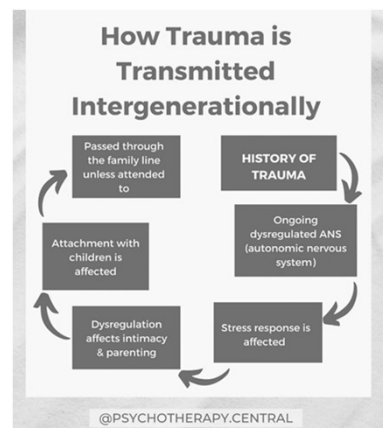 How Trauma is
Transmitted
Intergenerationally
HISTORY OF
TRAUMA
Ongoing
dysregulated ANS
(autonomic nervous
system)
Stress response is
affected
Dysregulation
affects intimacy
& parenting
Attachment with
children is
affected
Passed through
the family line
unless attended
to
@PSYCHOTHERAPY.CENTRAL